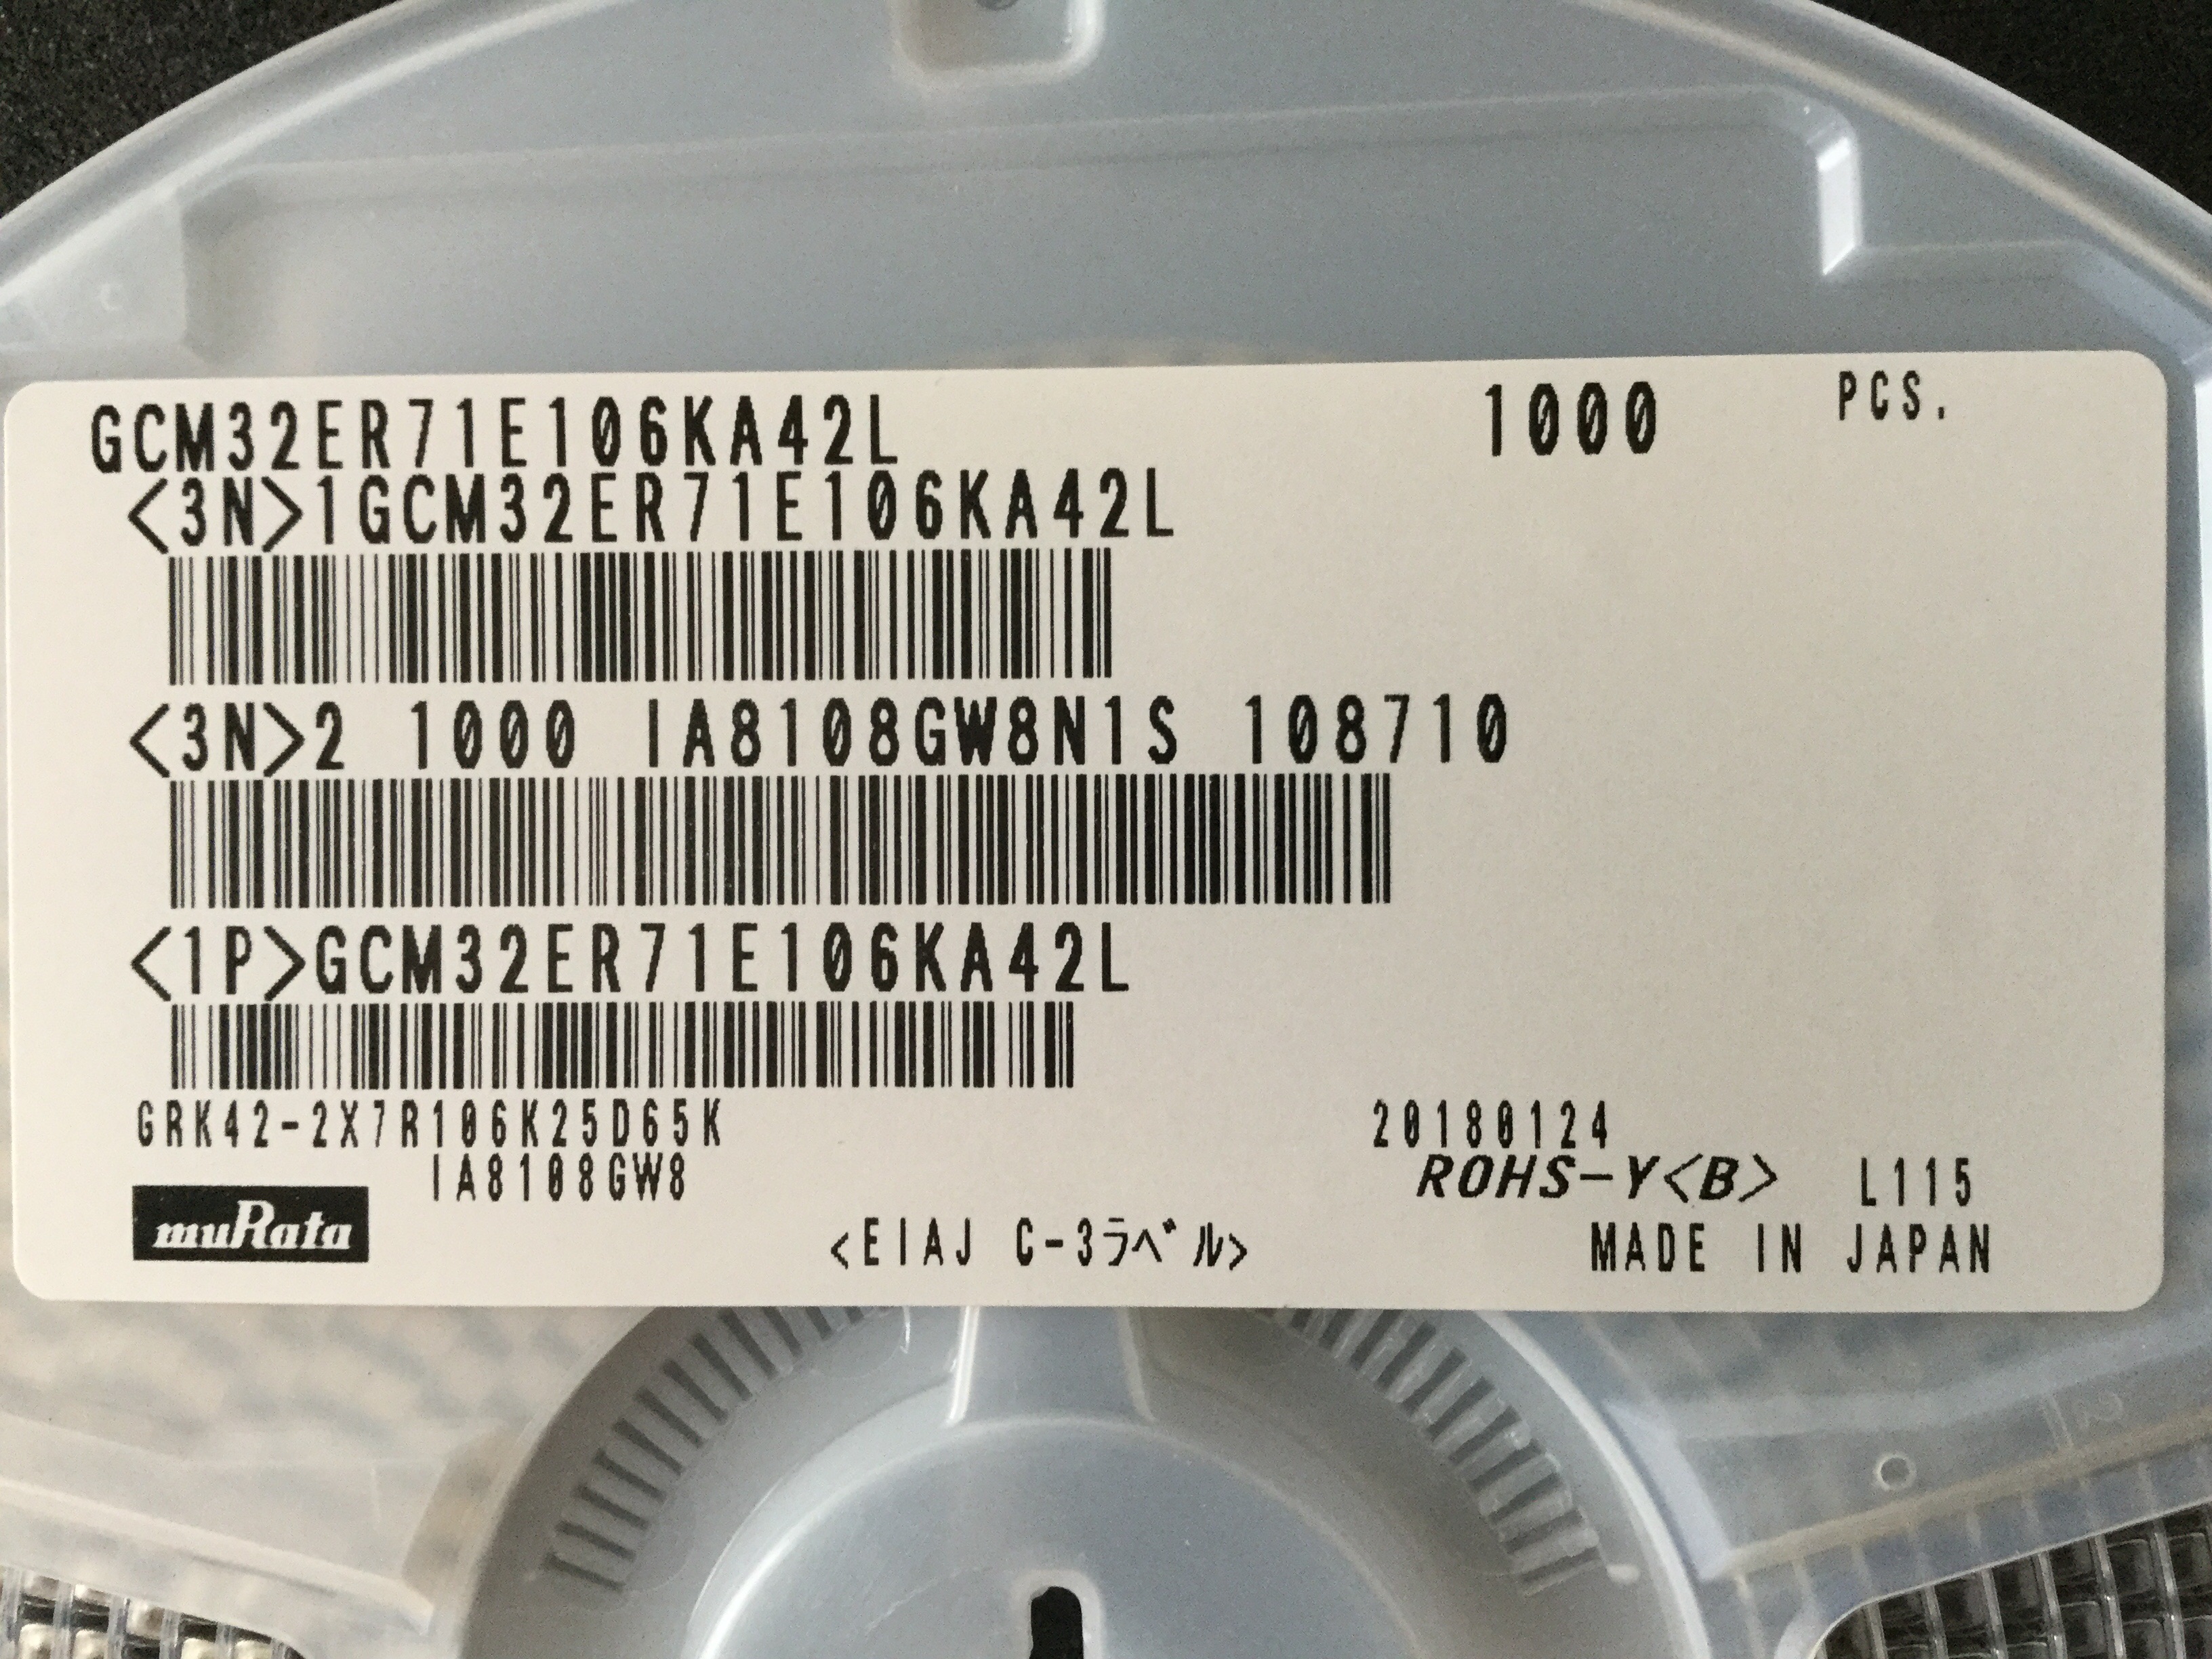 GCM32ER71E106KA42L 1000 PCS.
<3N>1GCM32ER71E106KA42L
<3N>2 1000 IA8108GW8N1S 108710
<1P>GCM32ER71E106KA42L
GRK42-2X7R106K25D65K 20180124
IA8108GW8 ROHS-Y<B> L115
muRata <EIAJ C-3ラベル> MADE IN JAPAN